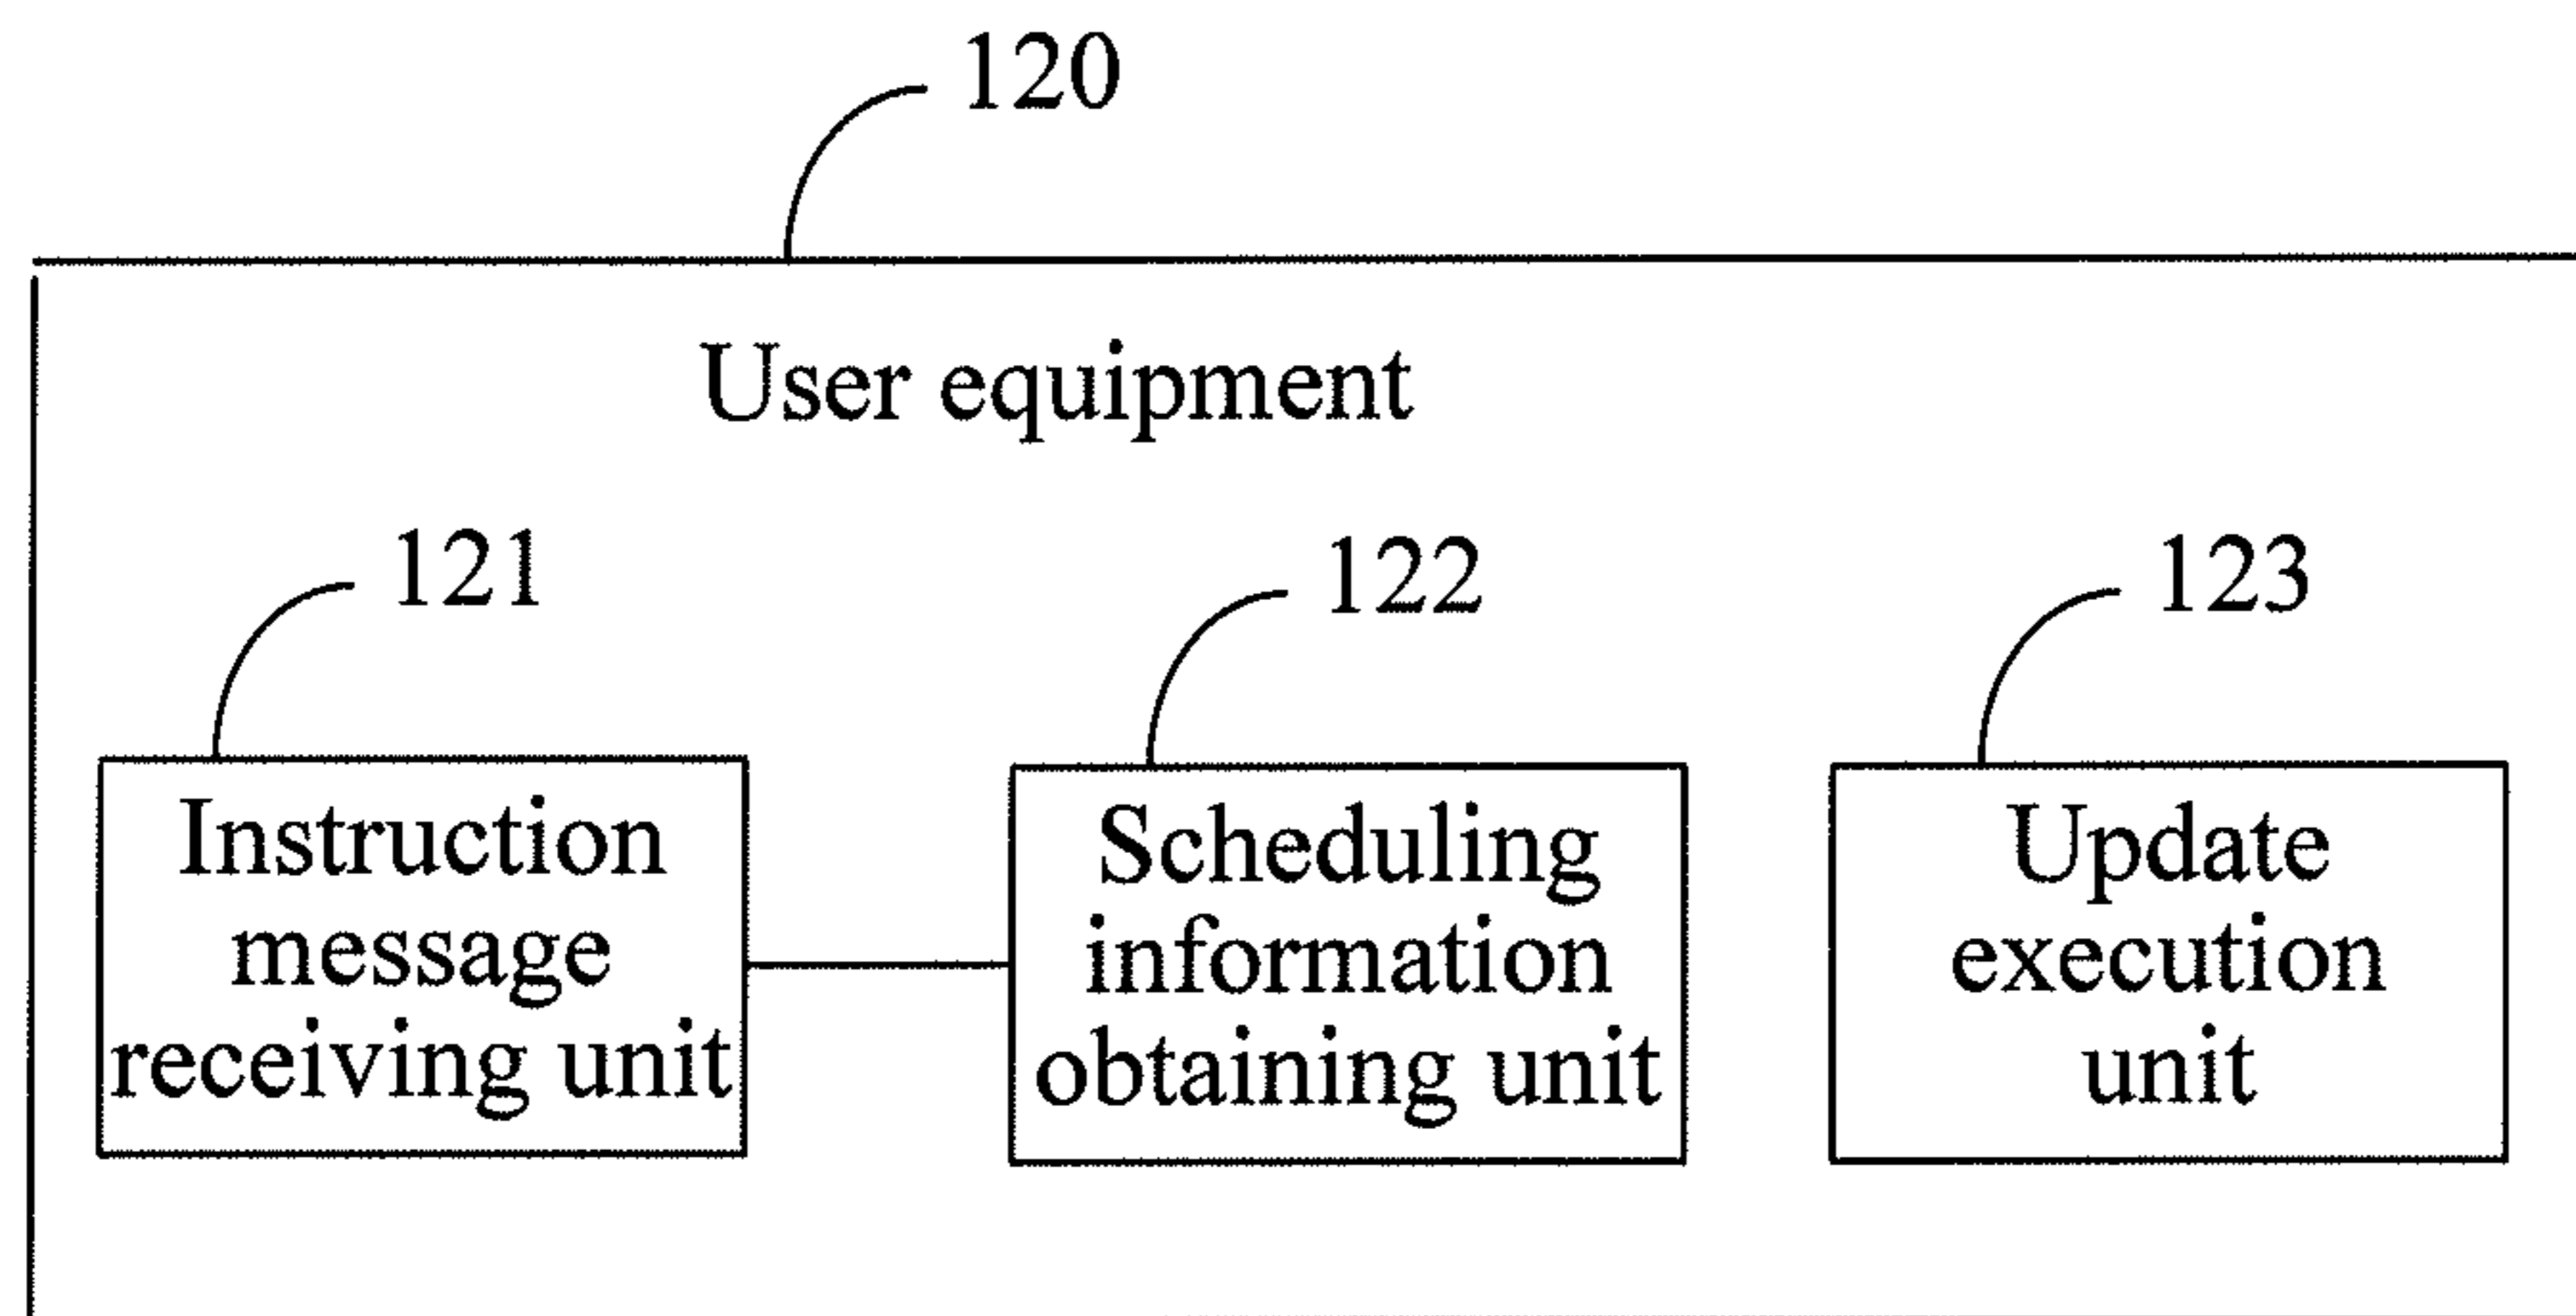 120
User equipment
121
122
123
Instruction
message
receiving unit
Scheduling
information
obtaining unit
Update
execution
unit